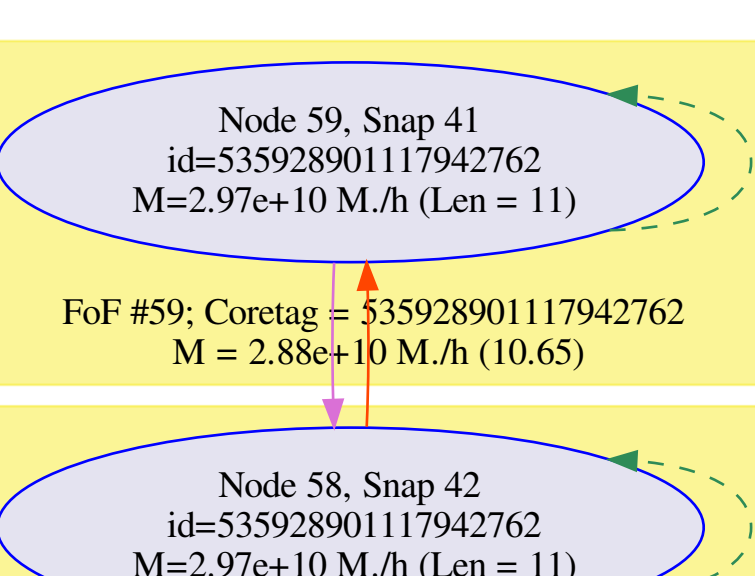 Node 59, Snap 41
id=535928901117942762
M=2.97e+10 M./h (Len = 11)
FoF #59; Coretag = 535928901117942762
M = 2.88e+10 M./h (10.65)
Node 58, Snap 42
id=535928901117942762
M=2.97e+10 M./h (Len = 11)